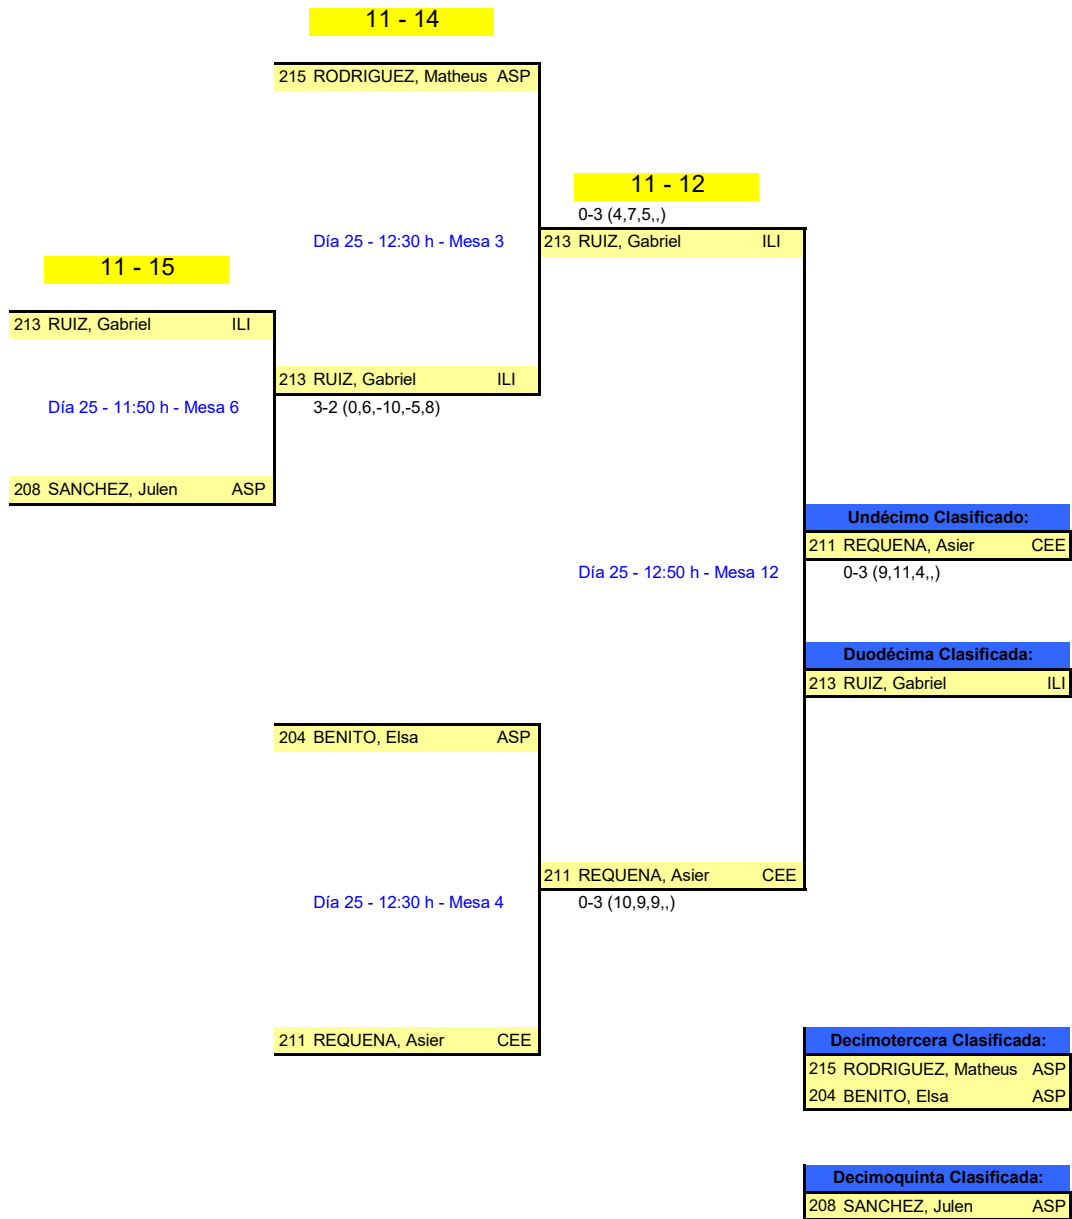 11 - 14
215 RODRIGUEZ, Matheus ASP
11 - 12
0-3 (4,7,5,,)
Día 25 - 12:30 h - Mesa 3
213 RUIZ, Gabriel ILI
11 - 15
213 RUIZ, Gabriel ILI
213 RUIZ, Gabriel ILI
Día 25 - 11:50 h - Mesa 6
3-2 (0,6,-10,-5,8)
208 SANCHEZ, Julen ASP
Undécimo Clasificado:
211 REQUENA, Asier CEE
Día 25 - 12:50 h - Mesa 12
0-3 (9,11,4,,)
Duodécima Clasificada:
213 RUIZ, Gabriel ILI
204 BENITO, Elsa ASP
211 REQUENA, Asier CEE
Día 25 - 12:30 h - Mesa 4
0-3 (10,9,9,,)
211 REQUENA, Asier CEE
Decimotercera Clasificada:
215 RODRIGUEZ, Matheus ASP
204 BENITO, Elsa ASP
Decimoquinta Clasificada:
208 SANCHEZ, Julen ASP